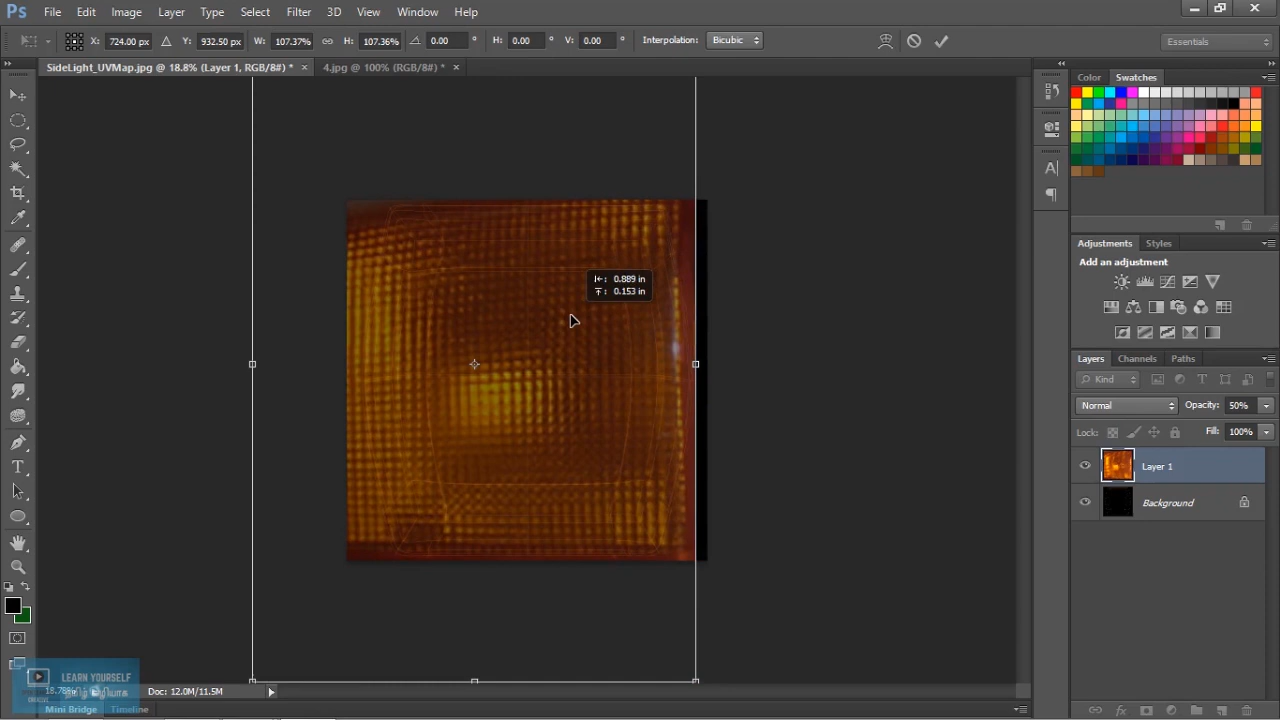 Ps File Edit Image Layer Type Select Filter 3D View Window Help
X: 724.00 px Y: 932.50 px W: 107.37% H: 107.36% 0.00 ° H: 0.00 ° V: 0.00 ° Interpolation: Bicubic Essentials
SideLight_UVMap.jpg @ 18.8% (Layer 1, RGB/8#) * × 4.jpg @ 100% (RGB/8#) * ×
Color Swatches
Adjustments Styles
Add an adjustment
: 0.889 in
: 0.153 in
Layers Channels Paths
Kind
Normal Opacity: 50%
Lock: Fill: 100%
Layer 1
Background
LEARN YOURSELF
Doc: 12.0M/11.5M
Mini Bridge Timeline